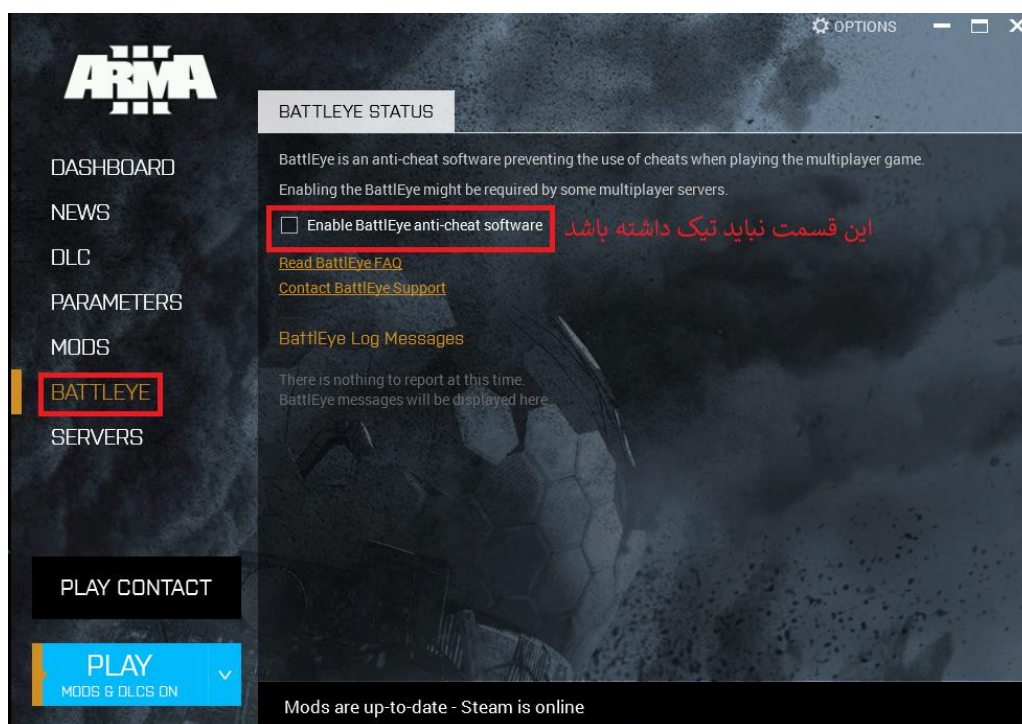 OPTIONS
ARMA
III
BATTLEYE STATUS
DASHBOARD
NEWS
DLC
PARAMETERS
MODS
BATTLEYE
SERVERS
PLAY CONTACT
PLAY
MODS & DLCS ON
BattlEye is an anti-cheat software preventing the use of cheats when playing the multiplayer game.
Enabling the BattlEye might be required by some multiplayer servers.
Enable BattlEye anti-cheat software این قسمت نباید تیک داشته باشد
Read BattlEye FAQ
Contact BattlEye Support
BattlEye Log Messages
There is nothing to report at this time.
BattlEye messages will be displayed here.
Mods are up-to-date - Steam is online